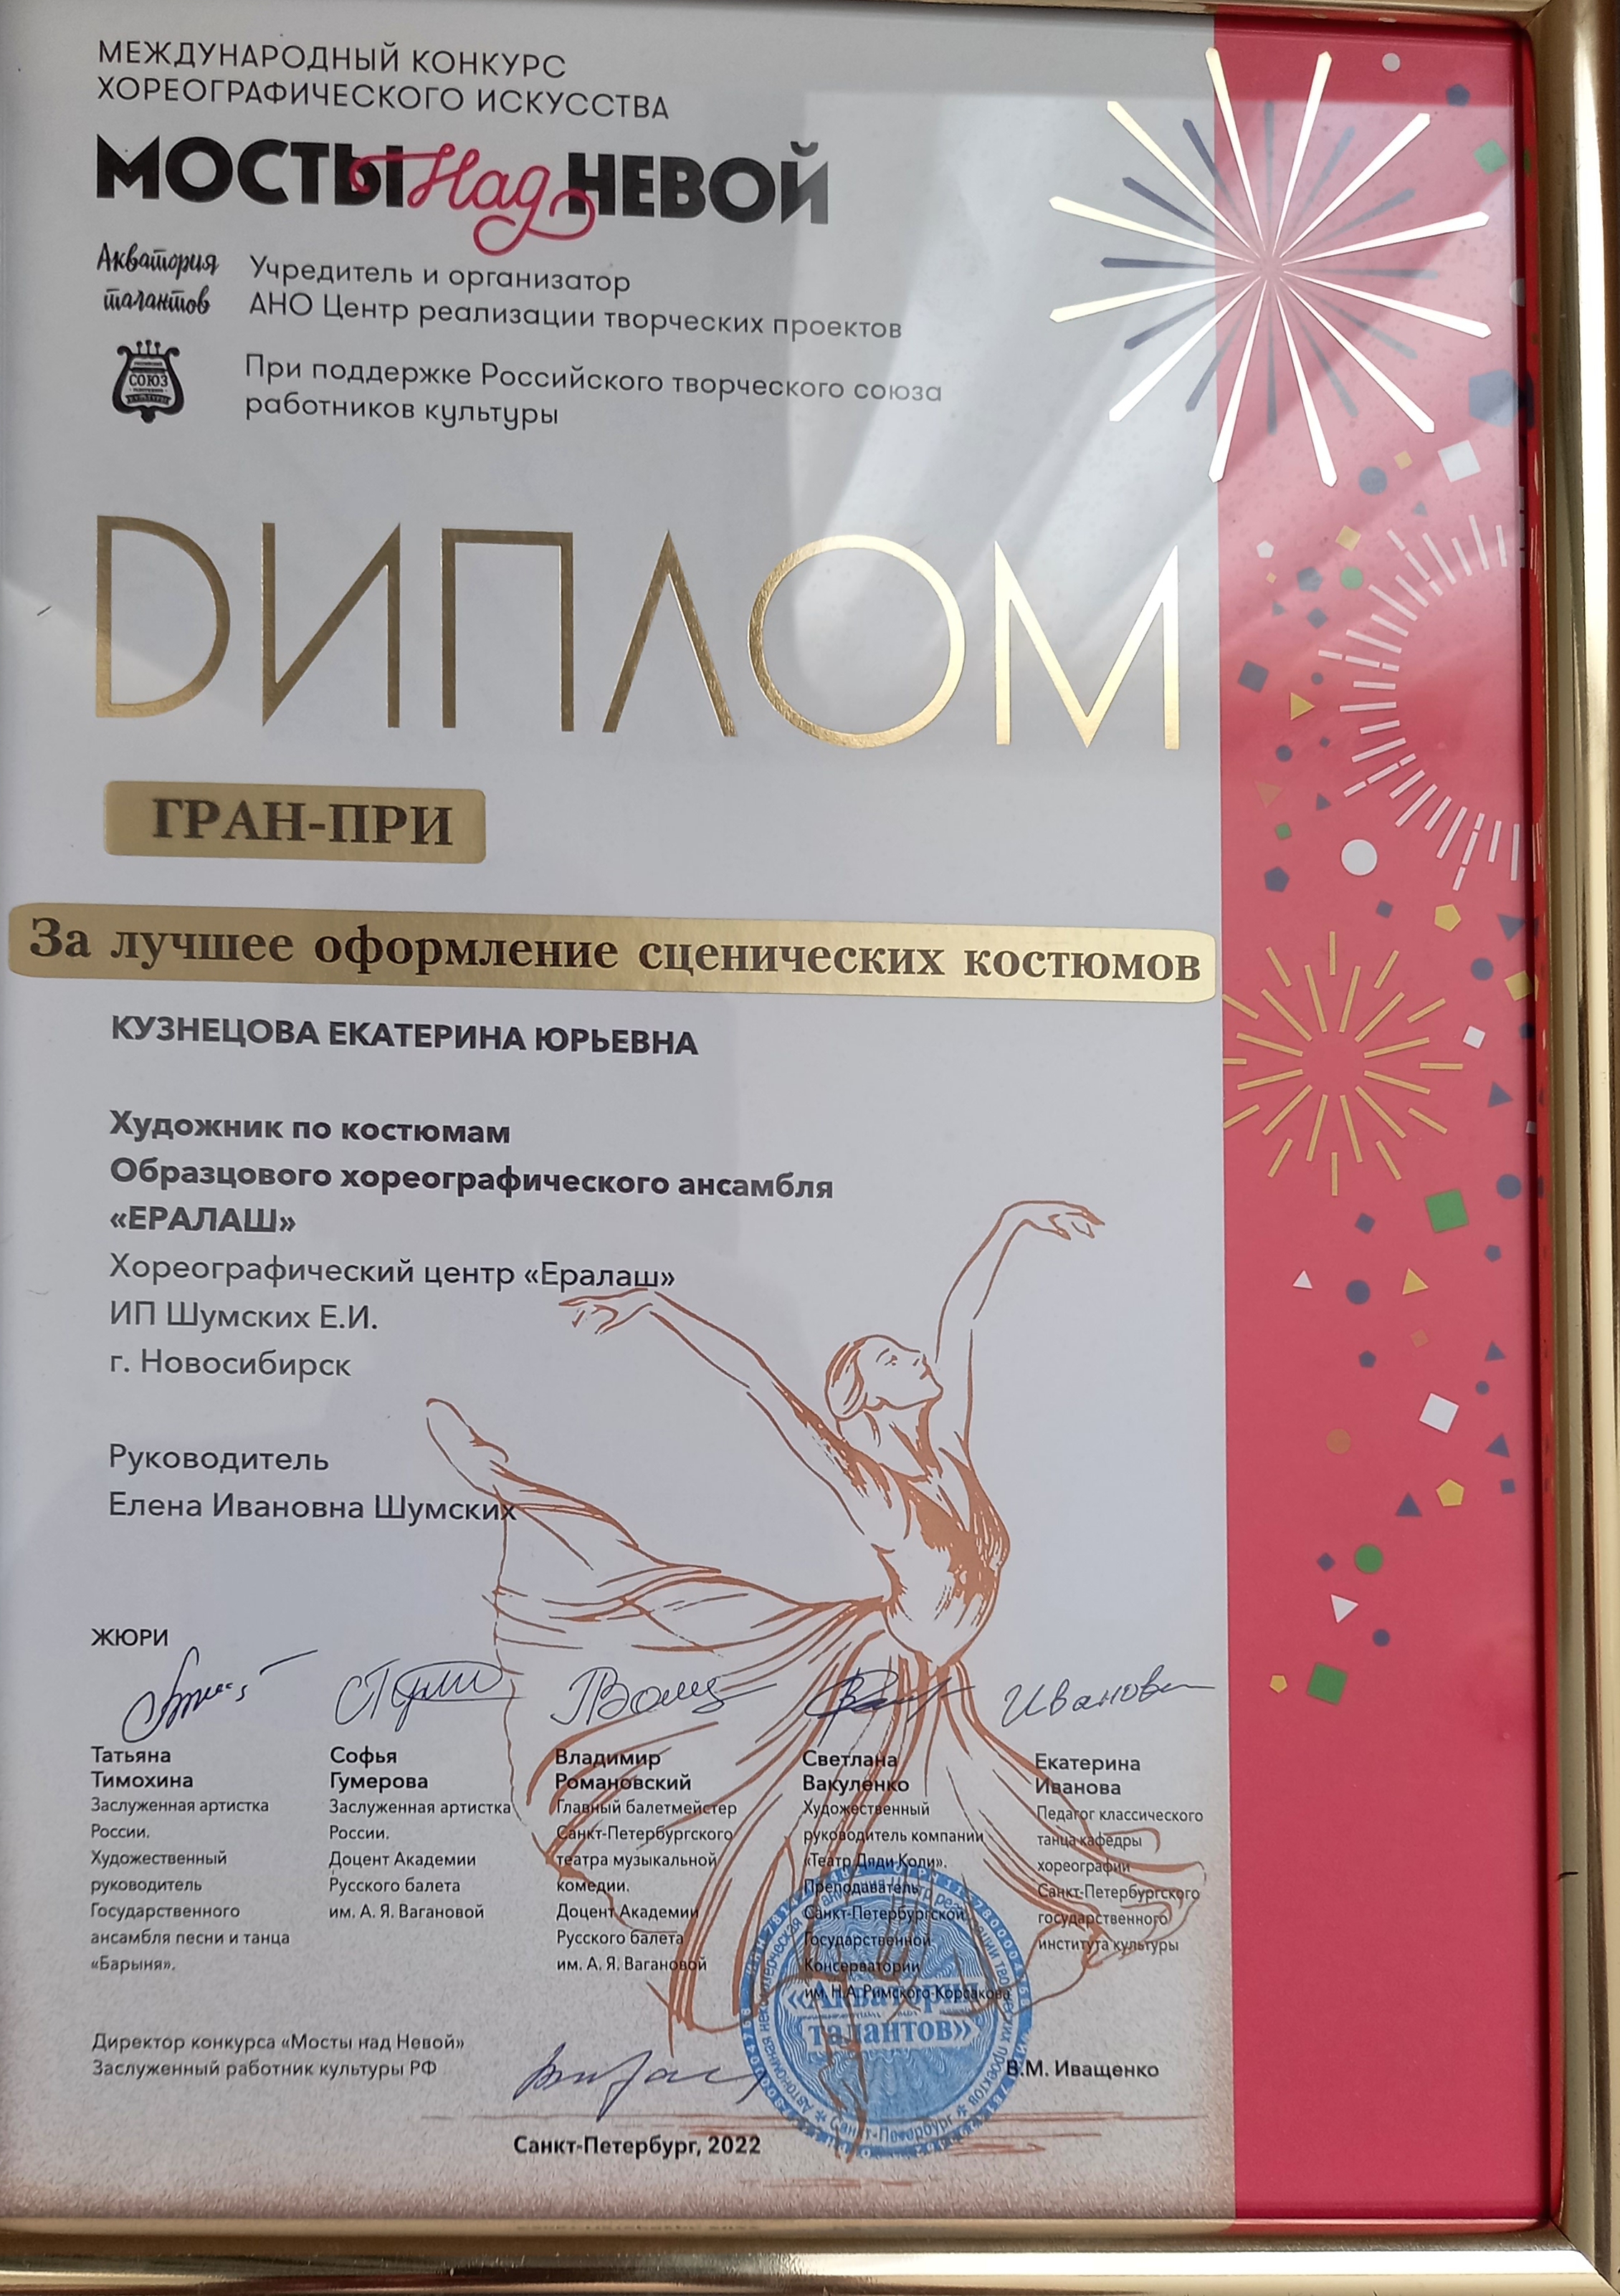 МЕЖДУНАРОДНЫЙ КОНКУРС
ХОРЕОГРАФИЧЕСКОГО ИСКУССТВА
МОСТЫ над НЕВОЙ
Акватория
талантов
Учредитель и организатор
АНО Центр реализации творческих проектов
СОЮЗ
При поддержке Российского творческого союза
работников культуры
ДИПЛОМ
ГРАН-ПРИ
За лучшее оформление сценических костюмов
КУЗНЕЦОВА ЕКАТЕРИНА ЮРЬЕВНА
Художник по костюмам
Образцового хореографического ансамбля
«ЕРАЛАШ»
Хореографический центр «Ералаш»
ИП Шумских Е.И.
г. Новосибирск
Руководитель
Елена Ивановна Шумских
ЖЮРИ
Иванова
Татьяна
Тимохина
Заслуженная артистка
России.
Художественный
руководитель
Государственного
ансамбля песни и танца
«Барыня».
Софья
Гумерова
Заслуженная артистка
России.
Доцент Академии
Русского балета
им. А. Я. Вагановой
Владимир
Романовский
Главный балетмейстер
Санкт-Петербургского
театра музыкальной
комедии.
Доцент Академии
Русского балета
им. А. Я. Вагановой
Светлана
Вакуленко
Художественный
руководитель компании
«Театр Дяди Коли».
Преподаватель
Санкт-Петербургской
Государственной
Консерватории
им. Н.А. Римского-Корсакова
Екатерина
Иванова
Педагог классического
танца кафедры
хореографии
Санкт-Петербургского
государственного
института культуры
«Акватория
талантов»
Санкт-Петербург
Директор конкурса «Мосты над Невой»
Заслуженный работник культуры РФ
В.М. Иващенко
Санкт-Петербург, 2022